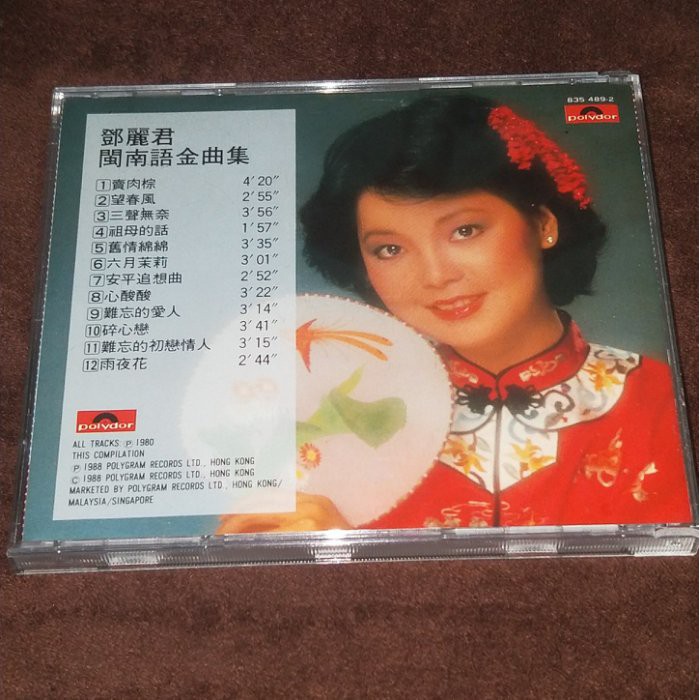 835 489-2
polydor
鄧麗君
閩南語金曲集
1 賣肉棕 4'20"
2 望春風 2'55"
3 三聲無奈 3'56"
4 祖母的話 1'57"
5 舊情綿綿 3'35"
6 六月茉莉 3'01"
7 安平追想曲 2'52"
8 心酸酸 3'22"
9 難忘的愛人 3'14"
10 碎心戀 3'41"
11 難忘的初戀情人 3'15"
12 雨夜花 2'44"
polydor
ALL TRACKS ℗ 1980
THIS COMPILATION
℗ 1988 POLYGRAM RECORDS LTD., HONG KONG
© 1988 POLYGRAM RECORDS LTD., HONG KONG
MARKETED BY POLYGRAM RECORDS LTD., HONG KONG/
MALAYSIA/SINGAPORE